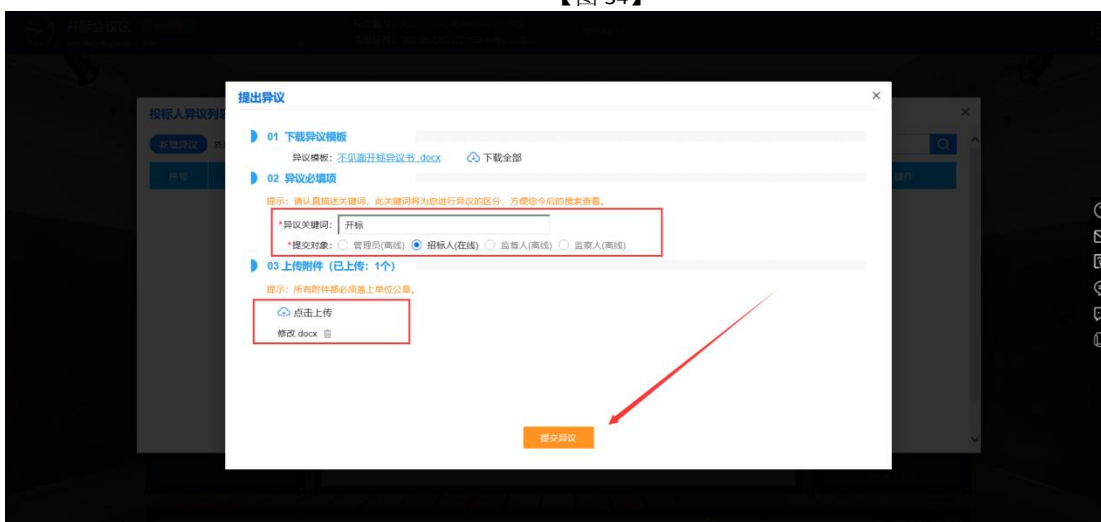 【图 34】
开标会议区
提出异议
×
投标人异议列表
×
新增异议
01 下载异议模板
异议模板： 不见面开标异议书.docx 下载全部
序号
操作
02 异议必填项
提示：请认真描述关键词，此关键词将为您进行异议的区分，方便您今后的搜索查看。
*异议关键词： 开标
*提交对象： 管理员(离线) 招标人(在线) 监督人(离线) 监察人(离线)
03 上传附件（已上传：1个）
提示：所有附件都必须盖上单位公章。
点击上传
修改.docx
提交异议